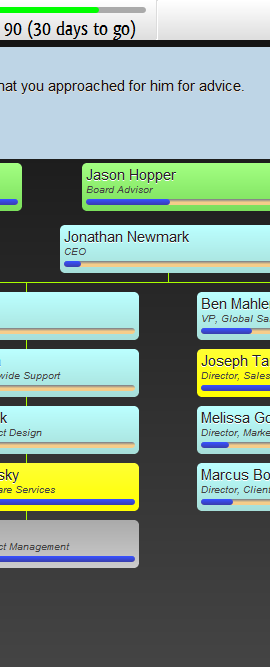 90 (30 days to go)
that you approached for him for advice.
Jason Hopper
Board Advisor
Jonathan Newmark
CEO
Ben Mahle
VP, Global Sa
wide Support
Joseph Ta
Director, Sales
k
ct Design
Melissa Go
Director, Marke
sky
are Services
Marcus Bo
Director, Client
ct Management